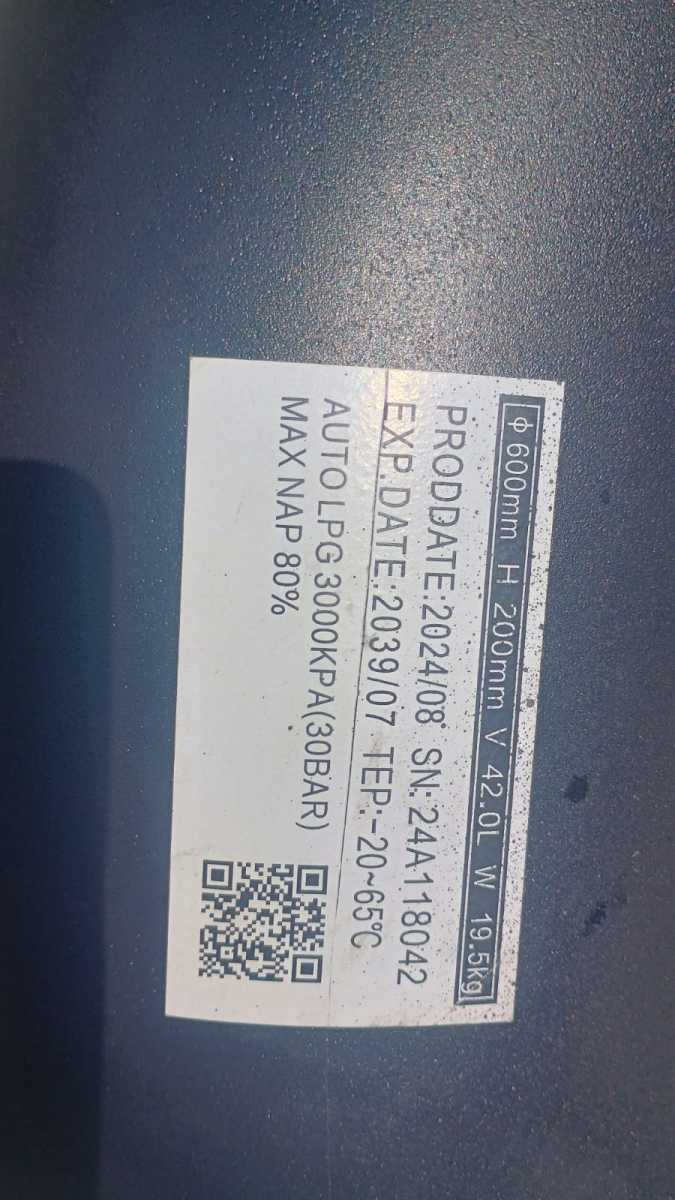 ф 600mm H 200mm V 42.0L W 19.5kg
PRODDATE:2024/08 SN:24A118042
EXP.DATE:2039/07 TEP:-20~65℃
AUTO LPG 3000KPA(30BAR)
MAX NAP 80%